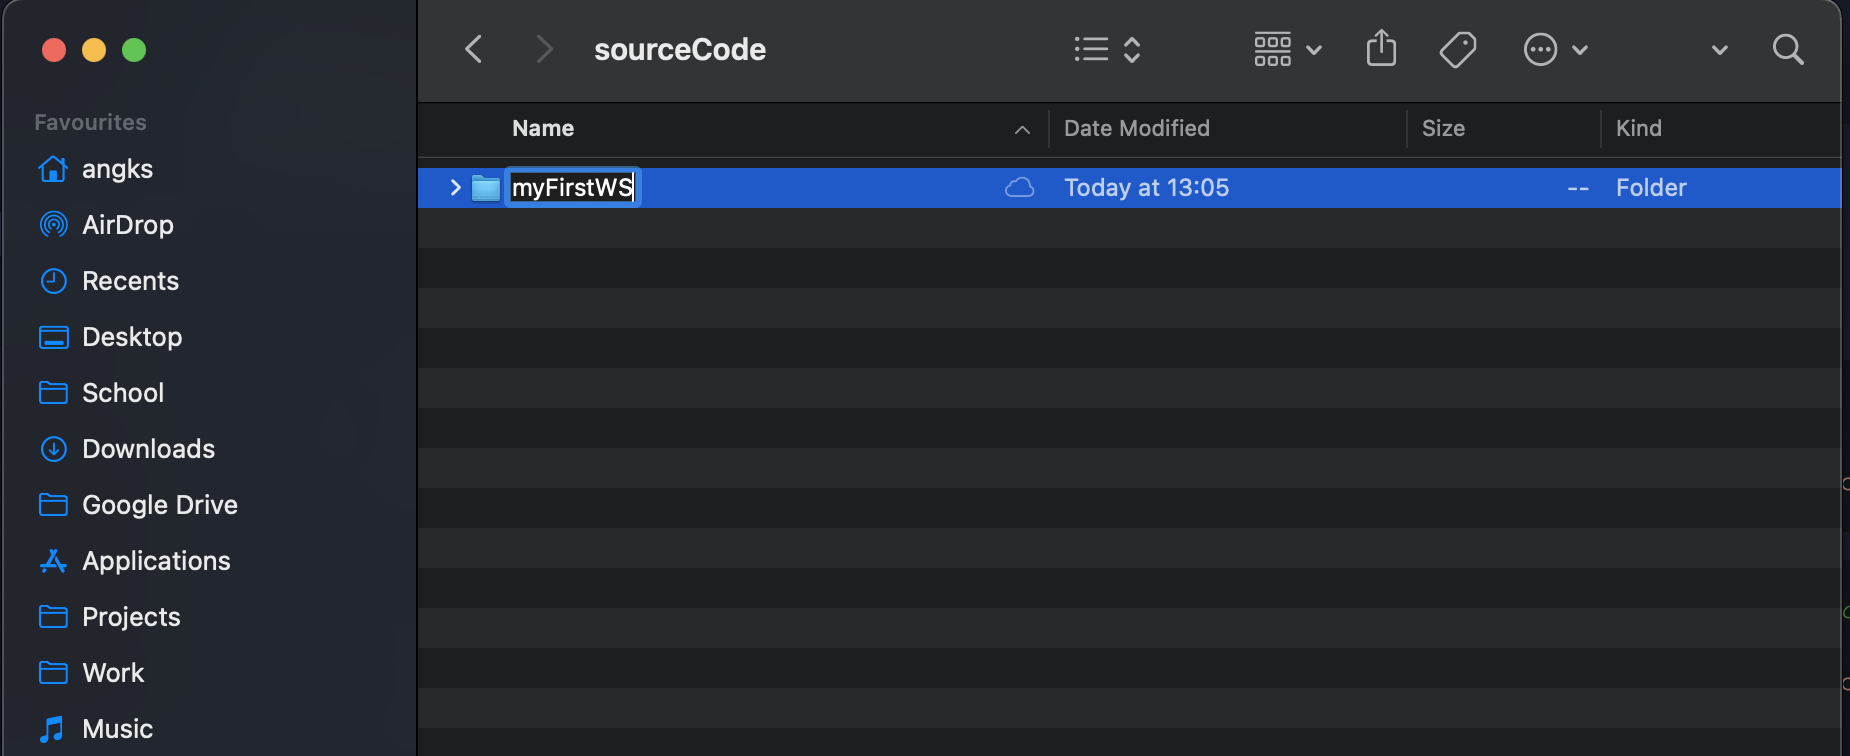 sourceCode
Favourites
angks
AirDrop
Recents
Desktop
School
Downloads
Google Drive
Applications
Projects
Work
Music
Name Date Modified Size Kind
myFirstWS Today at 13:05 -- Folder